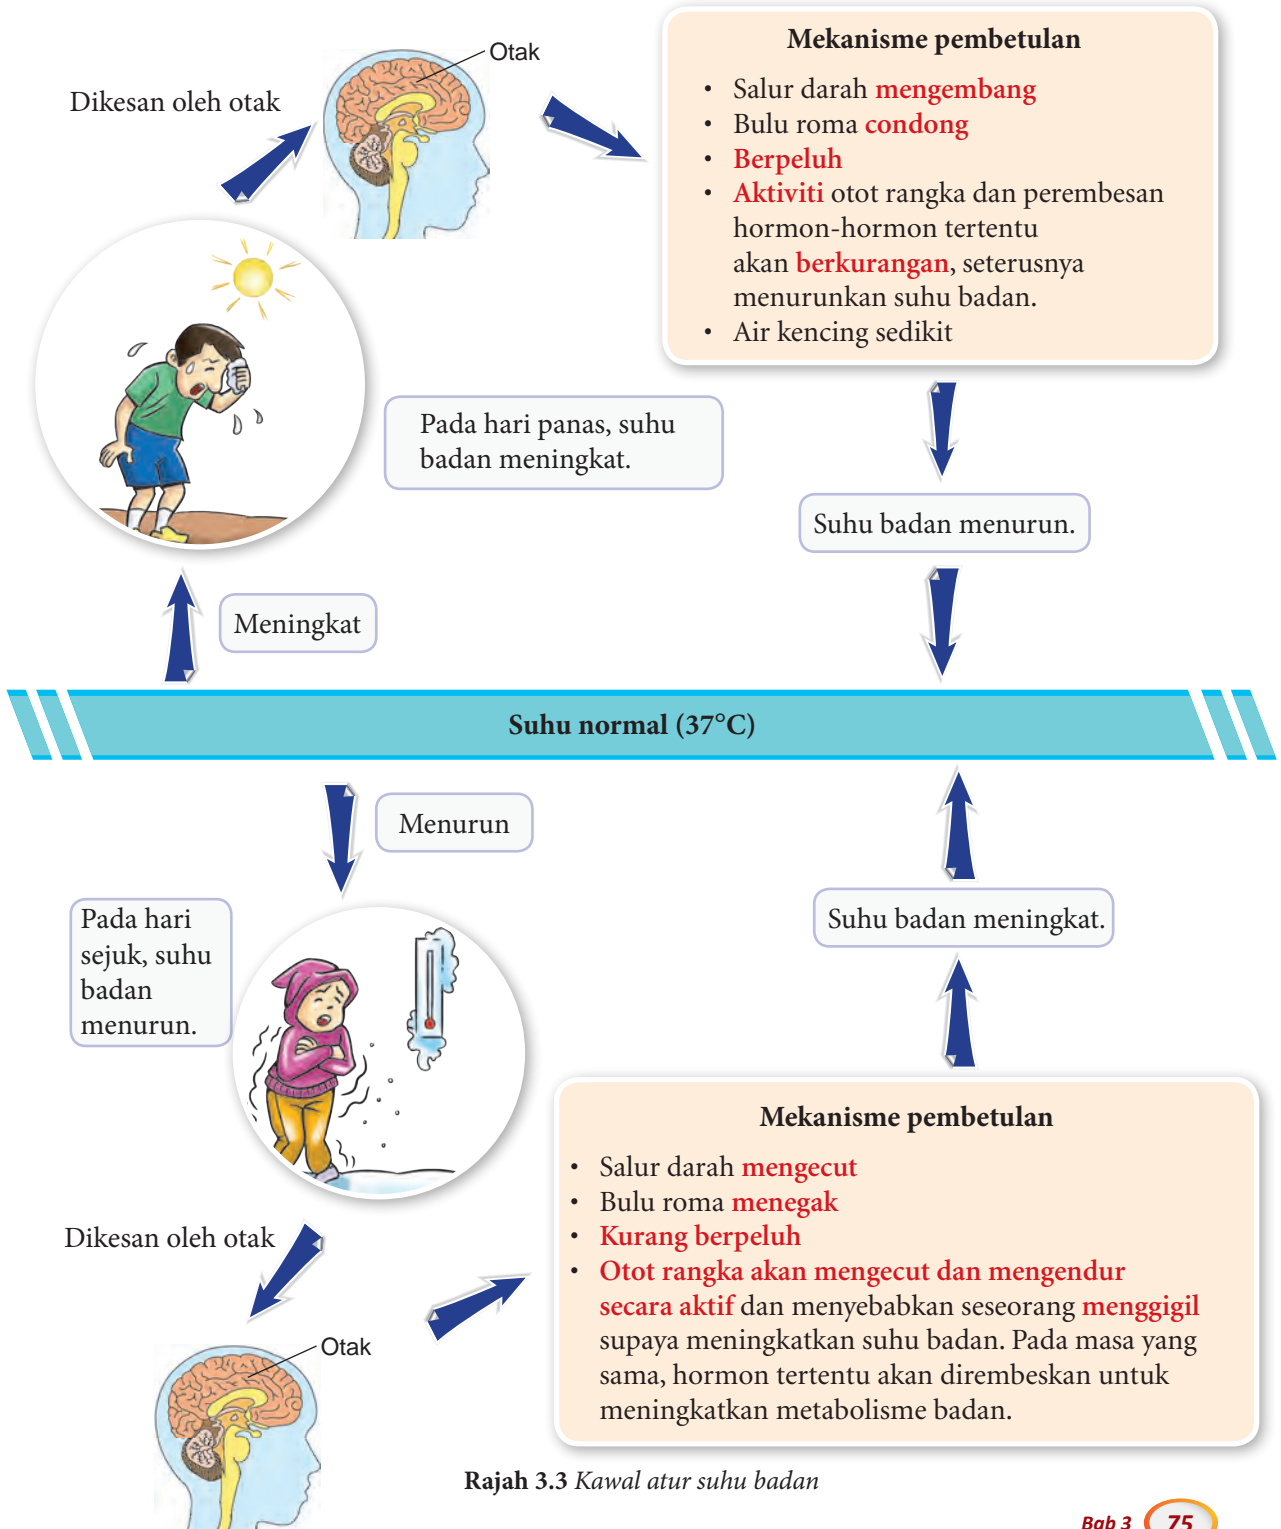 Otak
Dikesan oleh otak
Mekanisme pembetulan
• Salur darah mengembang
• Bulu roma condong
• Berpeluh
• Aktiviti otot rangka dan perembesan
hormon-hormon tertentu
akan berkurangan, seterusnya
menurunkan suhu badan.
• Air kencing sedikit
Pada hari panas, suhu
badan meningkat.
Suhu badan menurun.
Meningkat
Suhu normal (37°C)
Menurun
Pada hari
sejuk, suhu
badan
menurun.
Suhu badan meningkat.
Mekanisme pembetulan
• Salur darah mengecut
• Bulu roma menegak
• Kurang berpeluh
• Otot rangka akan mengecut dan mengendur
secara aktif dan menyebabkan seseorang menggigil
supaya meningkatkan suhu badan. Pada masa yang
sama, hormon tertentu akan dirembeskan untuk
meningkatkan metabolisme badan.
Dikesan oleh otak
Otak
Rajah 3.3 Kawal atur suhu badan
Bab 3 75